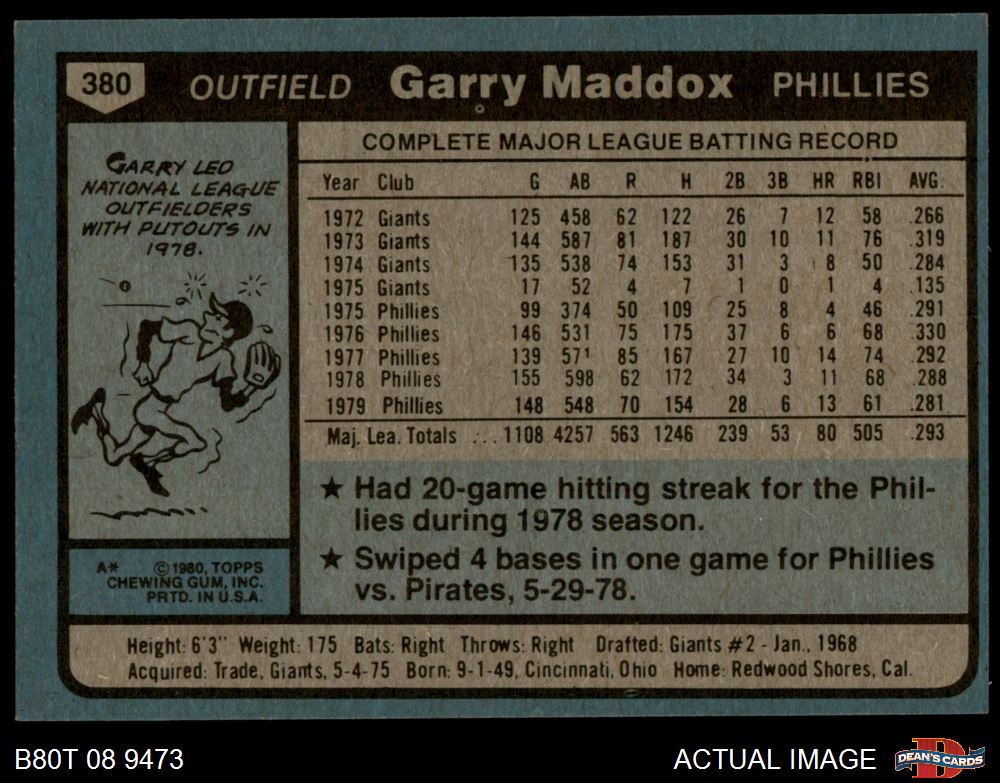 380 OUTFIELD Garry Maddox PHILLIES
GARRY LED
NATIONAL LEAGUE
OUTFIELDERS
WITH PUTOUTS IN
1978.
COMPLETE MAJOR LEAGUE BATTING RECORD
Year Club G AB R H 2B 3B HR RBI AVG.
1972 Giants 125 458 62 122 26 7 12 58 .266
1973 Giants 144 587 81 187 30 10 11 76 .319
1974 Giants 135 538 74 153 31 3 8 50 .284
1975 Giants 17 52 4 7 1 0 1 4 .135
1975 Phillies 99 374 50 109 25 8 4 46 .291
1976 Phillies 146 531 75 175 37 6 6 68 .330
1977 Phillies 139 571 85 167 27 10 14 74 .292
1978 Phillies 155 598 62 172 34 3 11 68 .288
1979 Phillies 148 548 70 154 28 6 13 61 .281
Maj. Lea. Totals ... 1108 4257 563 1246 239 53 80 505 .293
★ Had 20-game hitting streak for the Phil-
lies during 1978 season.
★ Swiped 4 bases in one game for Phillies
vs. Pirates, 5-29-78.
A* © 1980, TOPPS
CHEWING GUM, INC.
PRTD. IN U.S.A.
Height: 6'3" Weight: 175 Bats: Right Throws: Right Drafted: Giants #2 - Jan., 1968
Acquired: Trade, Giants, 5-4-75 Born: 9-1-49, Cincinnati, Ohio Home: Redwood Shores, Cal.
B80T 08 9473
ACTUAL IMAGE
D
DEAN'S CARDS